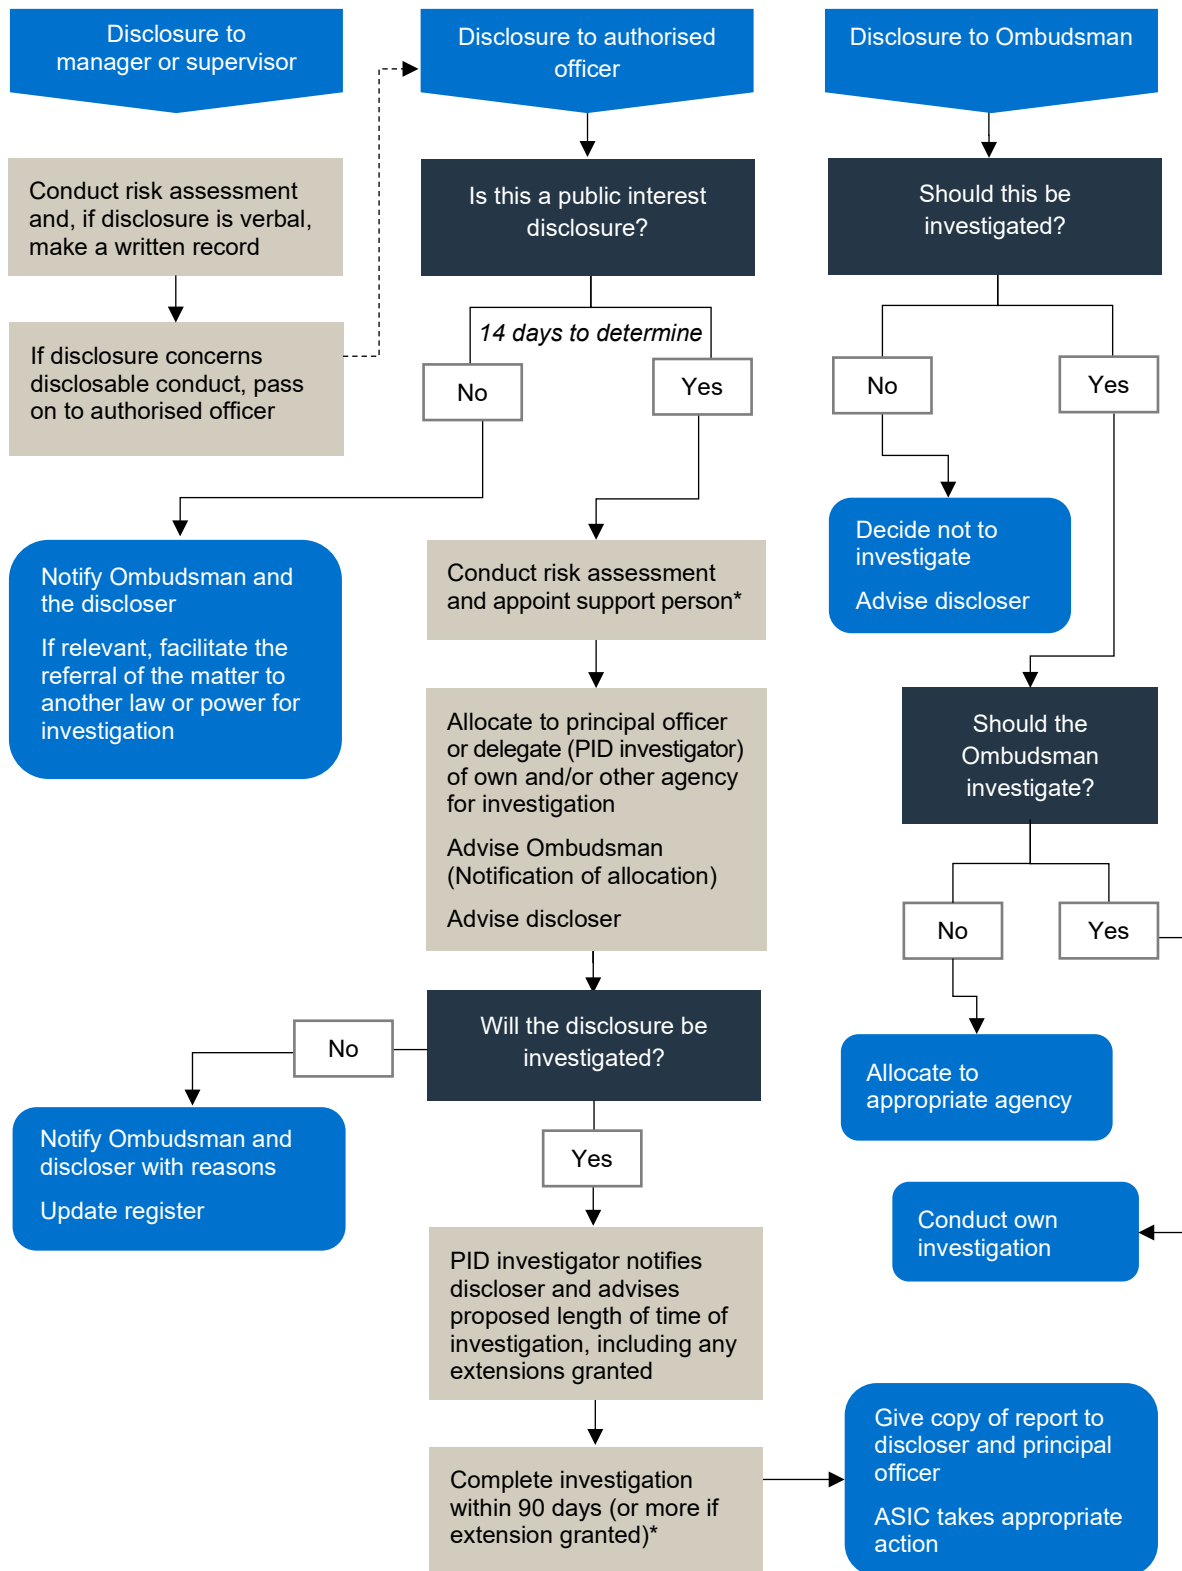 Disclosure to
manager or supervisor
Conduct risk assessment
and, if disclosure is verbal,
make a written record
If disclosure concerns
disclosable conduct, pass
on to authorised officer
Disclosure to authorised
officer
Is this a public interest
disclosure?
14 days to determine
No
Yes
Notify Ombudsman and
the discloser
If relevant, facilitate the
referral of the matter to
another law or power for
investigation
Conduct risk assessment
and appoint support person*
Allocate to principal officer
or delegate (PID investigator)
of own and/or other agency
for investigation
Advise Ombudsman
(Notification of allocation)
Advise discloser
Will the disclosure be
investigated?
No
Notify Ombudsman and
discloser with reasons
Update register
Yes
PID investigator notifies
discloser and advises
proposed length of time of
investigation, including any
extensions granted
Complete investigation
within 90 days (or more if
extension granted)*
Give copy of report to
discloser and principal
officer
ASIC takes appropriate
action
Disclosure to Ombudsman
Should this be
investigated?
No
Yes
Decide not to
investigate
Advise discloser
Should the
Ombudsman
investigate?
No
Yes
Allocate to
appropriate agency
Conduct own
investigation